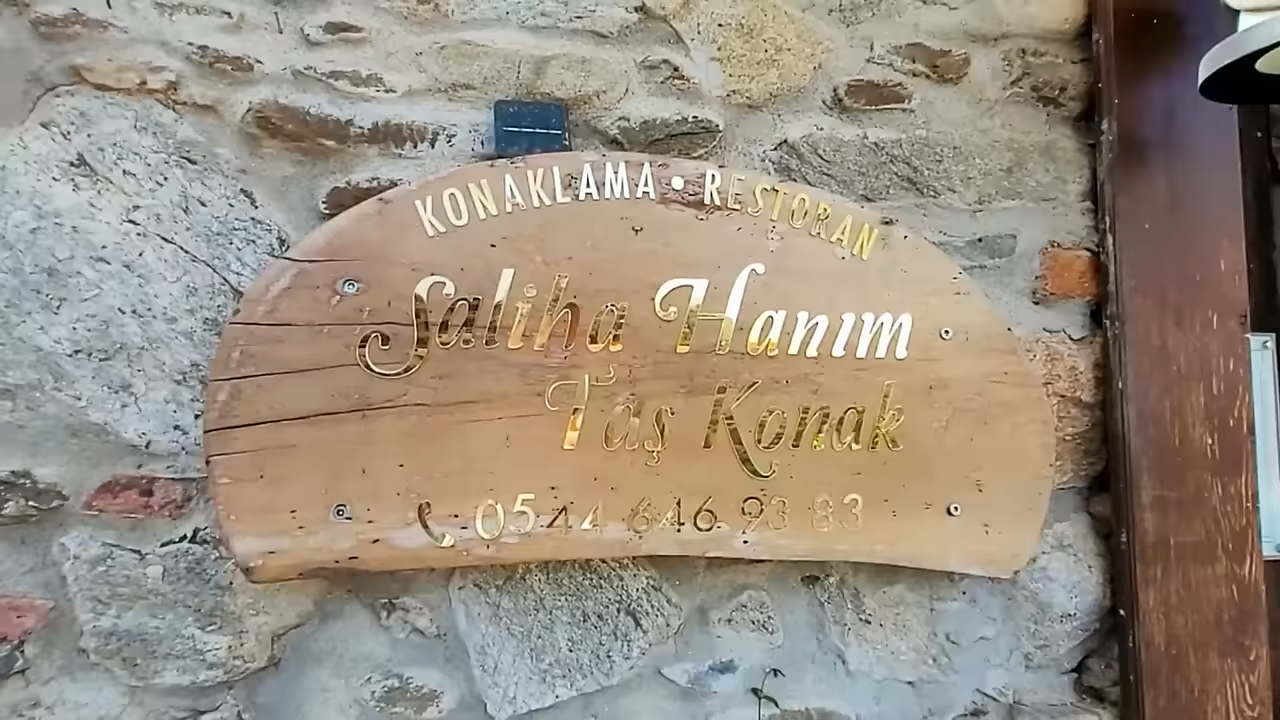 KONAKLAMA • RESTORAN
Saliha Hanım
Taş Konak
0544 646 93 83